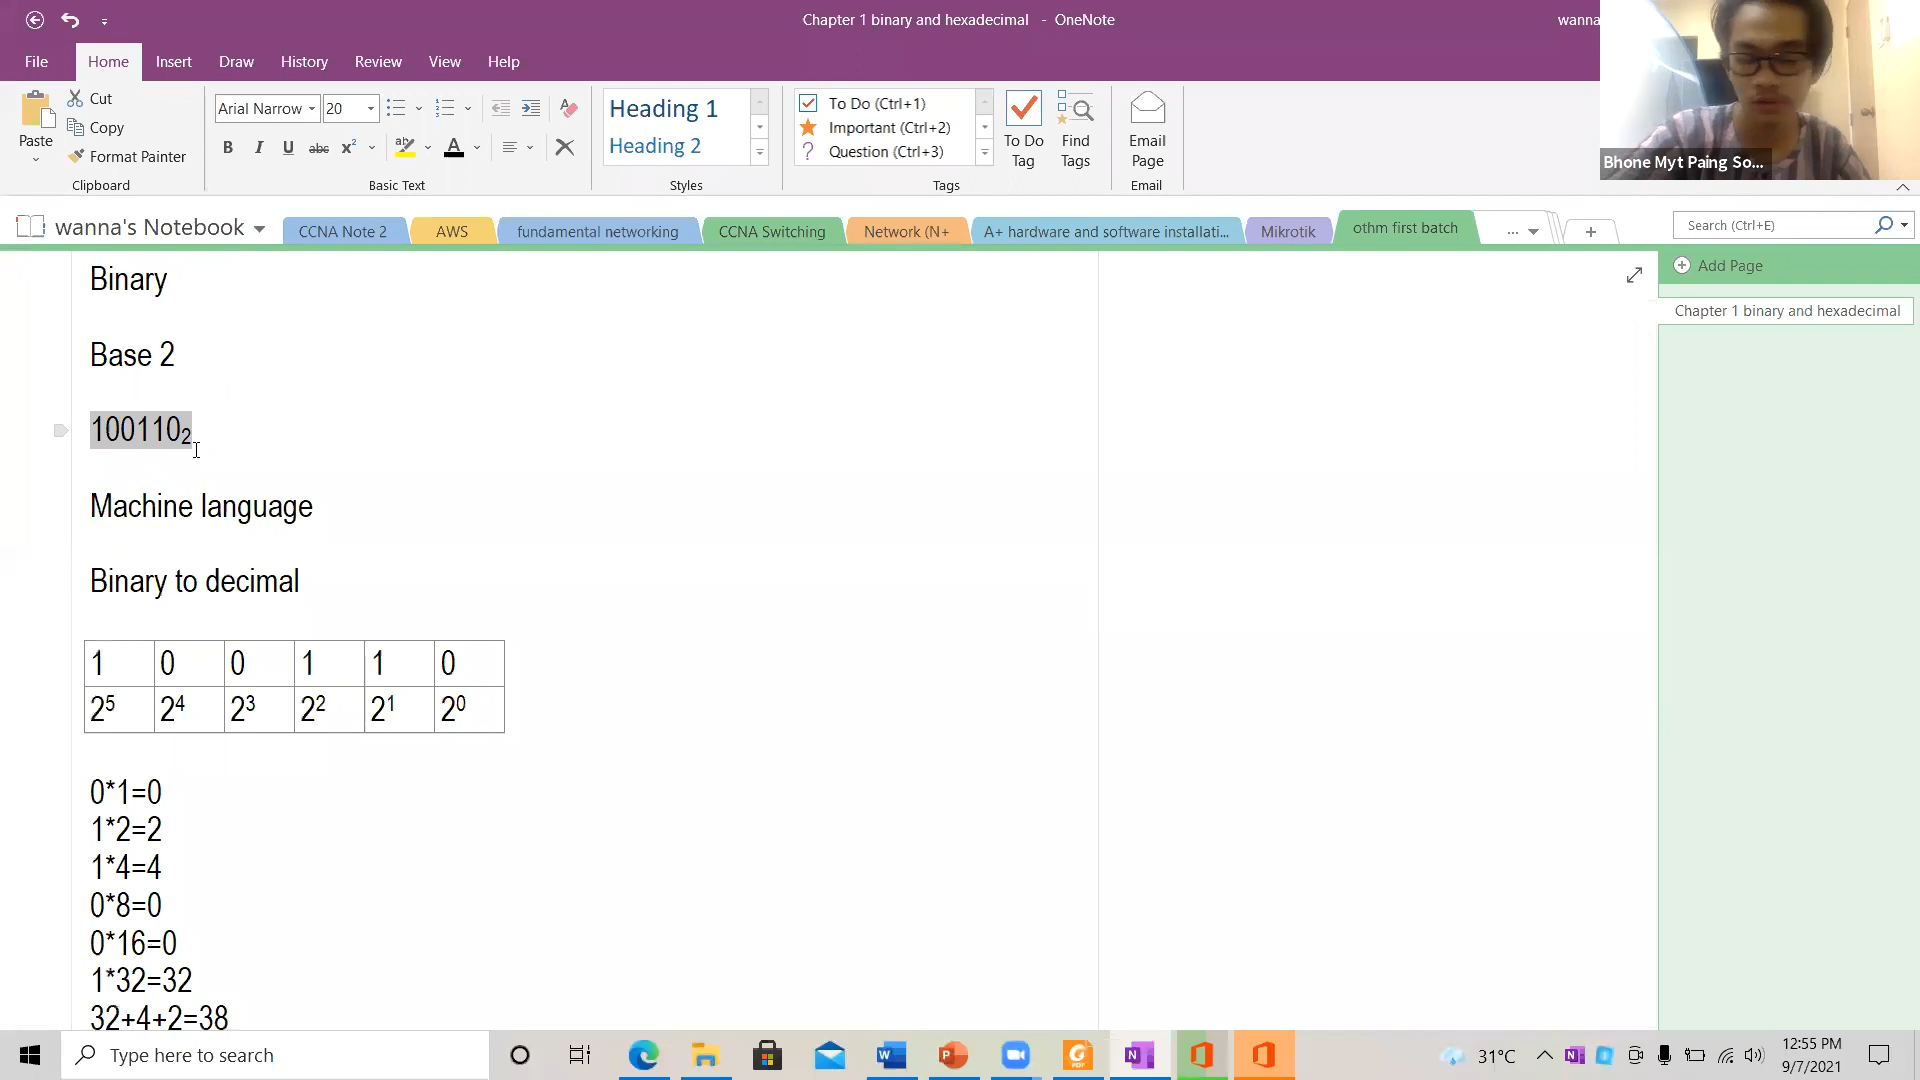 Chapter 1 binary and hexadecimal - OneNote
wanna
File Home Insert Draw History Review View Help
Paste
Cut
Copy
Format Painter
Clipboard
Arial Narrow 20
B I U abc x² ab A
Basic Text
Heading 1
Heading 2
Styles
To Do (Ctrl+1)
Important (Ctrl+2)
Question (Ctrl+3)
To Do Tag
Find Tags
Tags
Email Page
Email
Bhone Myt Paing So...
wanna's Notebook
CCNA Note 2
AWS
fundamental networking
CCNA Switching
Network (N+
A+ hardware and software installati...
Mikrotik
othm first batch
...
Search (Ctrl+E)
Add Page
Chapter 1 binary and hexadecimal
Binary
Base 2
100110₂
Machine language
Binary to decimal
1 0 0 1 1 0
2⁵ 2⁴ 2³ 2² 2¹ 2⁰
0*1=0
1*2=2
1*4=4
0*8=0
0*16=0
1*32=32
32+4+2=38
Type here to search
31°C
12:55 PM
9/7/2021